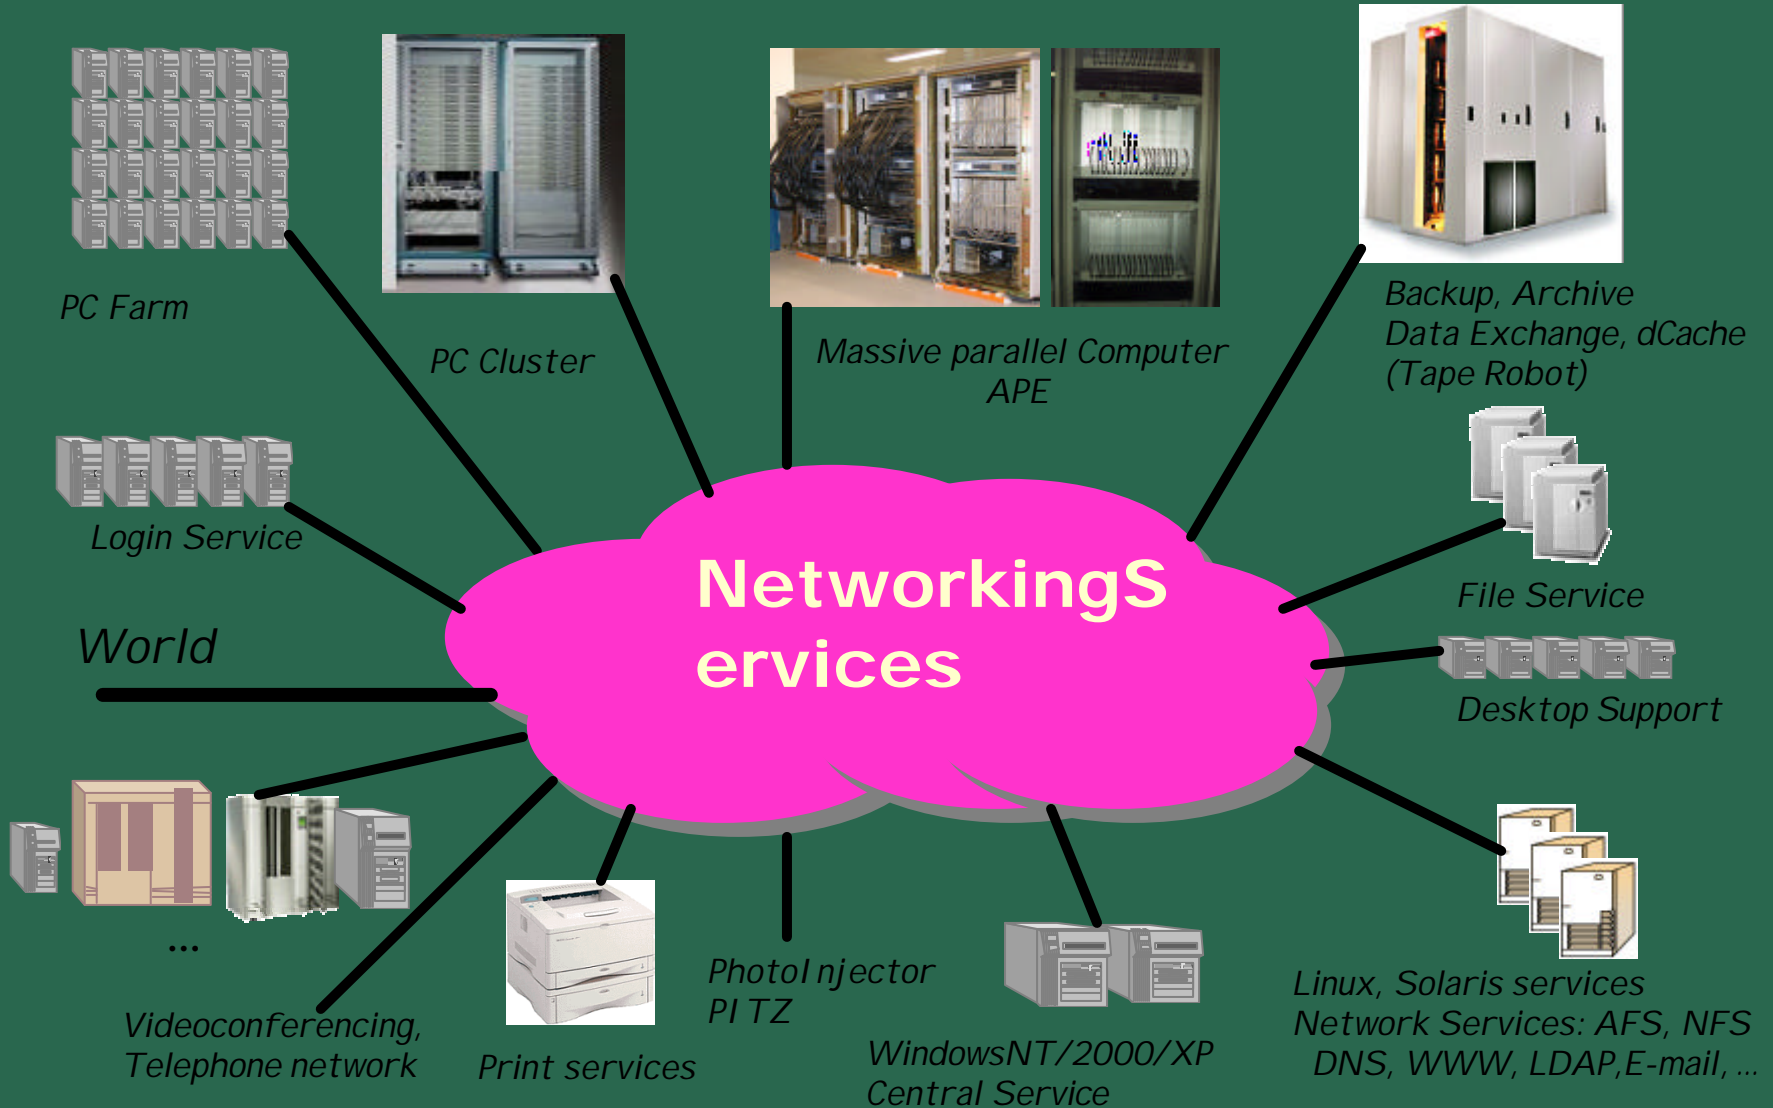 PC Farm
PC Cluster
Massive parallel Computer
APE
Backup, Archive
Data Exchange, dCache
(Tape Robot)
Login Service
NetworkingS
ervices
File Service
World
Desktop Support
...
Videoconferencing,
Telephone network
Print services
PhotoInjector
PITZ
WindowsNT/2000/XP
Central Service
Linux, Solaris services
Network Services: AFS, NFS
DNS, WWW, LDAP,E-mail, ...